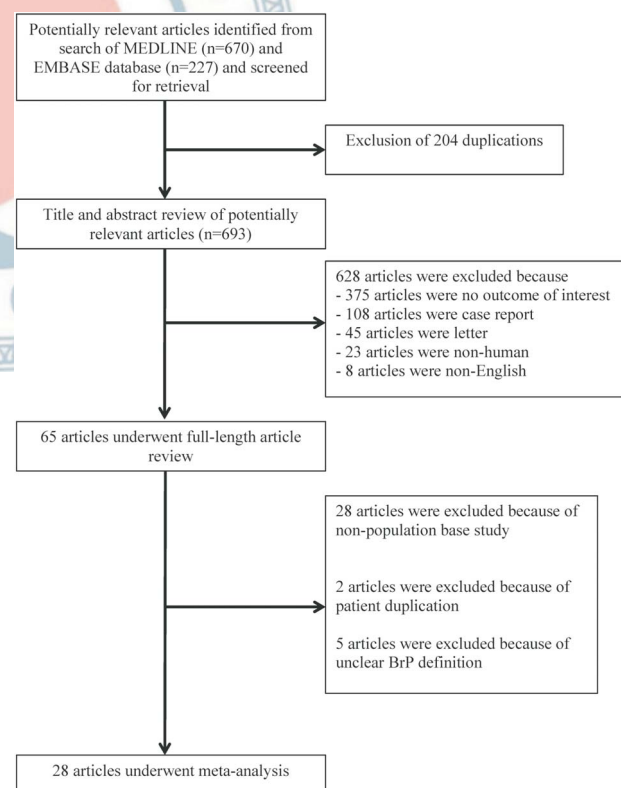 Potentially relevant articles identified from
search of MEDLINE (n=670) and
EMBASE database (n=227) and screened
for retrieval
Exclusion of 204 duplications
Title and abstract review of potentially
relevant articles (n=693)
628 articles were excluded because
- 375 articles were no outcome of interest
- 108 articles were case report
- 45 articles were letter
- 23 articles were non-human
- 8 articles were non-English
65 articles underwent full-length article
review
28 articles were excluded because of
non-population base study
2 articles were excluded because of
patient duplication
5 articles were excluded because of
unclear BrP definition
28 articles underwent meta-analysis